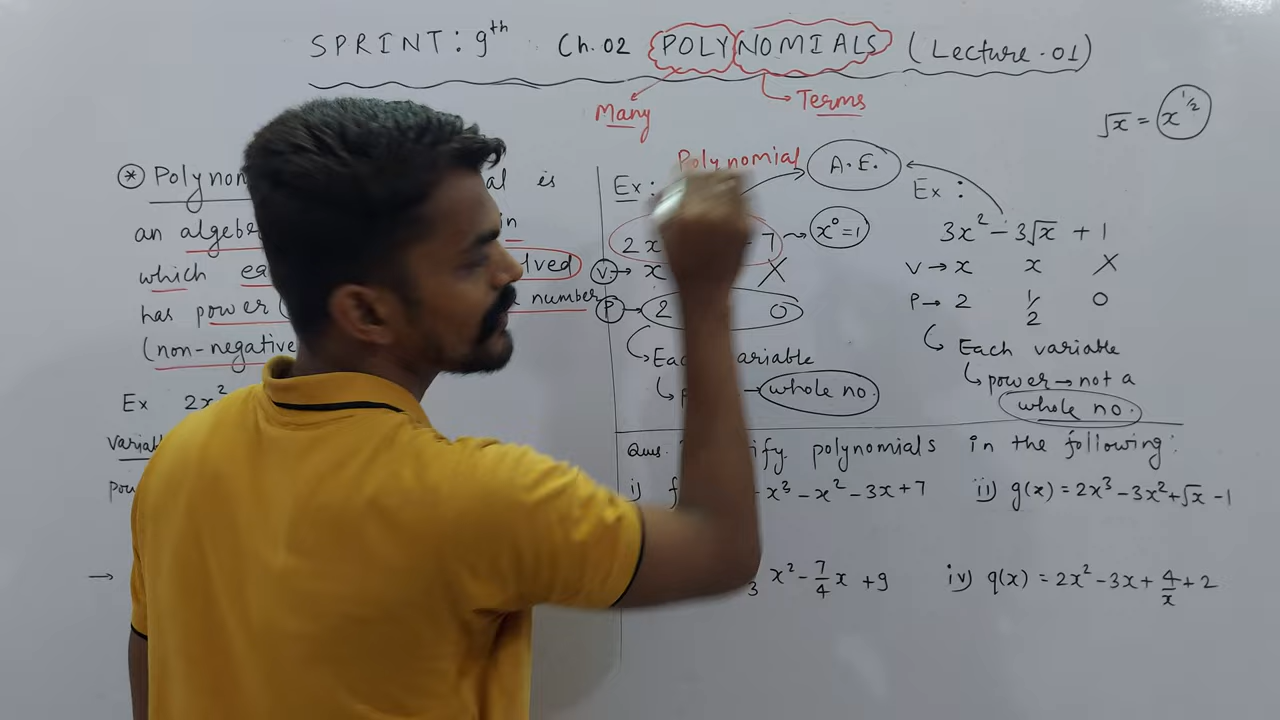 SPRINT: 9th Ch.02 POLYNOMIALS (Lecture-01)
Many Terms
√x = x^1/2
⊛ Polynom al is
an algeb in
which ea lved
has power number
(non-negative
Ex 2x²
variab
pow
→
Polynomial A.E.
Ex:
2x 7 → x⁰=1
V → x X
P → 2 0
Each variable
p → whole no.
Ex:
3x² - 3√x + 1
V → x x X
P → 2 1/2 0
Each variable
power → not a
whole no.
Ques. ify polynomials in the following:
i) f x³ - x² - 3x + 7 ii) g(x) = 2x³ - 3x² + √x - 1
3 x² - 7/4 x + 9 iv) q(x) = 2x² - 3x + 4/x + 2